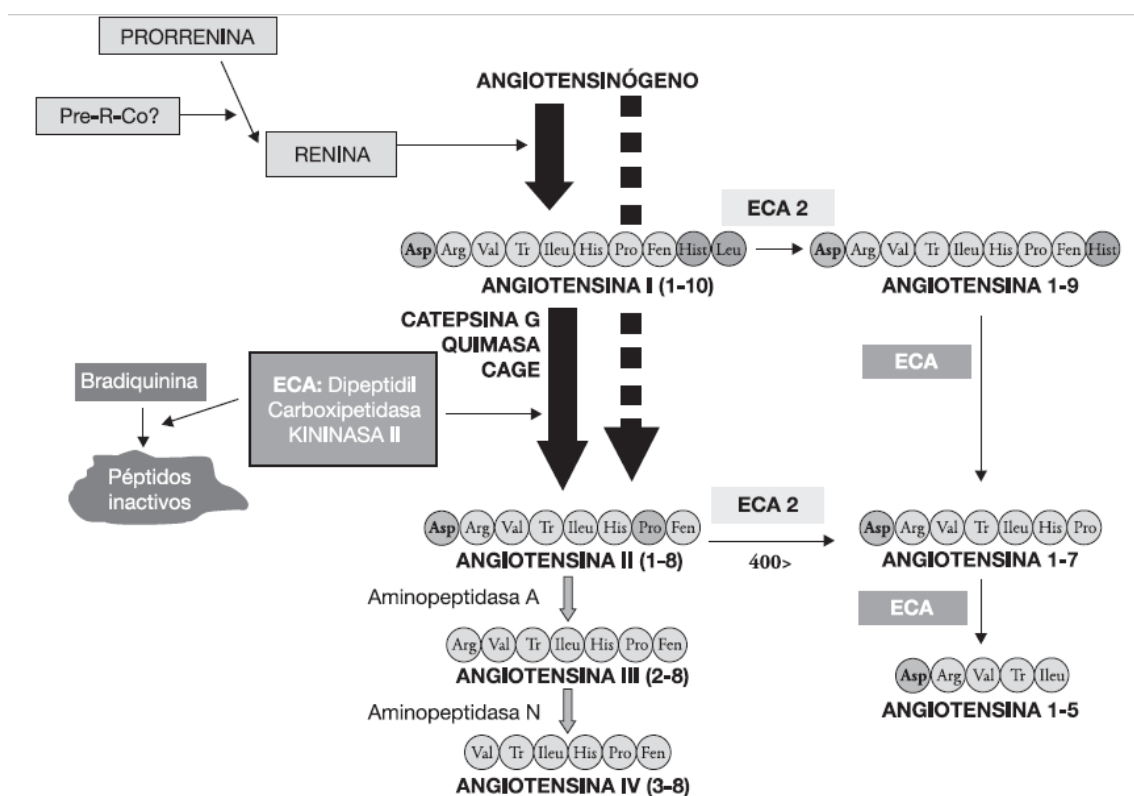 PRORRENINA
Pre-R-Co?
RENINA
ANGIOTENSINÓGENO
ECA 2
Asp Arg Val Tr Ileu His Pro Fen Hist Leu
ANGIOTENSINA I (1-10)
Asp Arg Val Tr Ileu His Pro Fen Hist
ANGIOTENSINA 1-9
CATEPSINA G
QUIMASA
CAGE
ECA
Bradiquinina
ECA: Dipeptidil
Carboxipetidasa
KININASA II
Péptidos
inactivos
Asp Arg Val Tr Ileu His Pro Fen
ANGIOTENSINA II (1-8)
ECA 2
400>
Asp Arg Val Tr Ileu His Pro
ANGIOTENSINA 1-7
Aminopeptidasa A
ECA
Arg Val Tr Ileu His Pro Fen
ANGIOTENSINA III (2-8)
Asp Arg Val Tr Ileu
ANGIOTENSINA 1-5
Aminopeptidasa N
Val Tr Ileu His Pro Fen
ANGIOTENSINA IV (3-8)